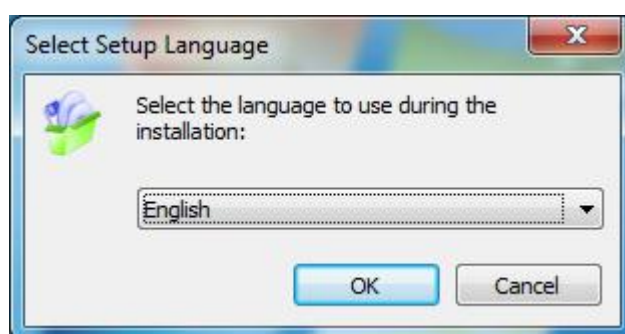 Select Setup Language
Select the language to use during the
installation:
English
OK
Cancel